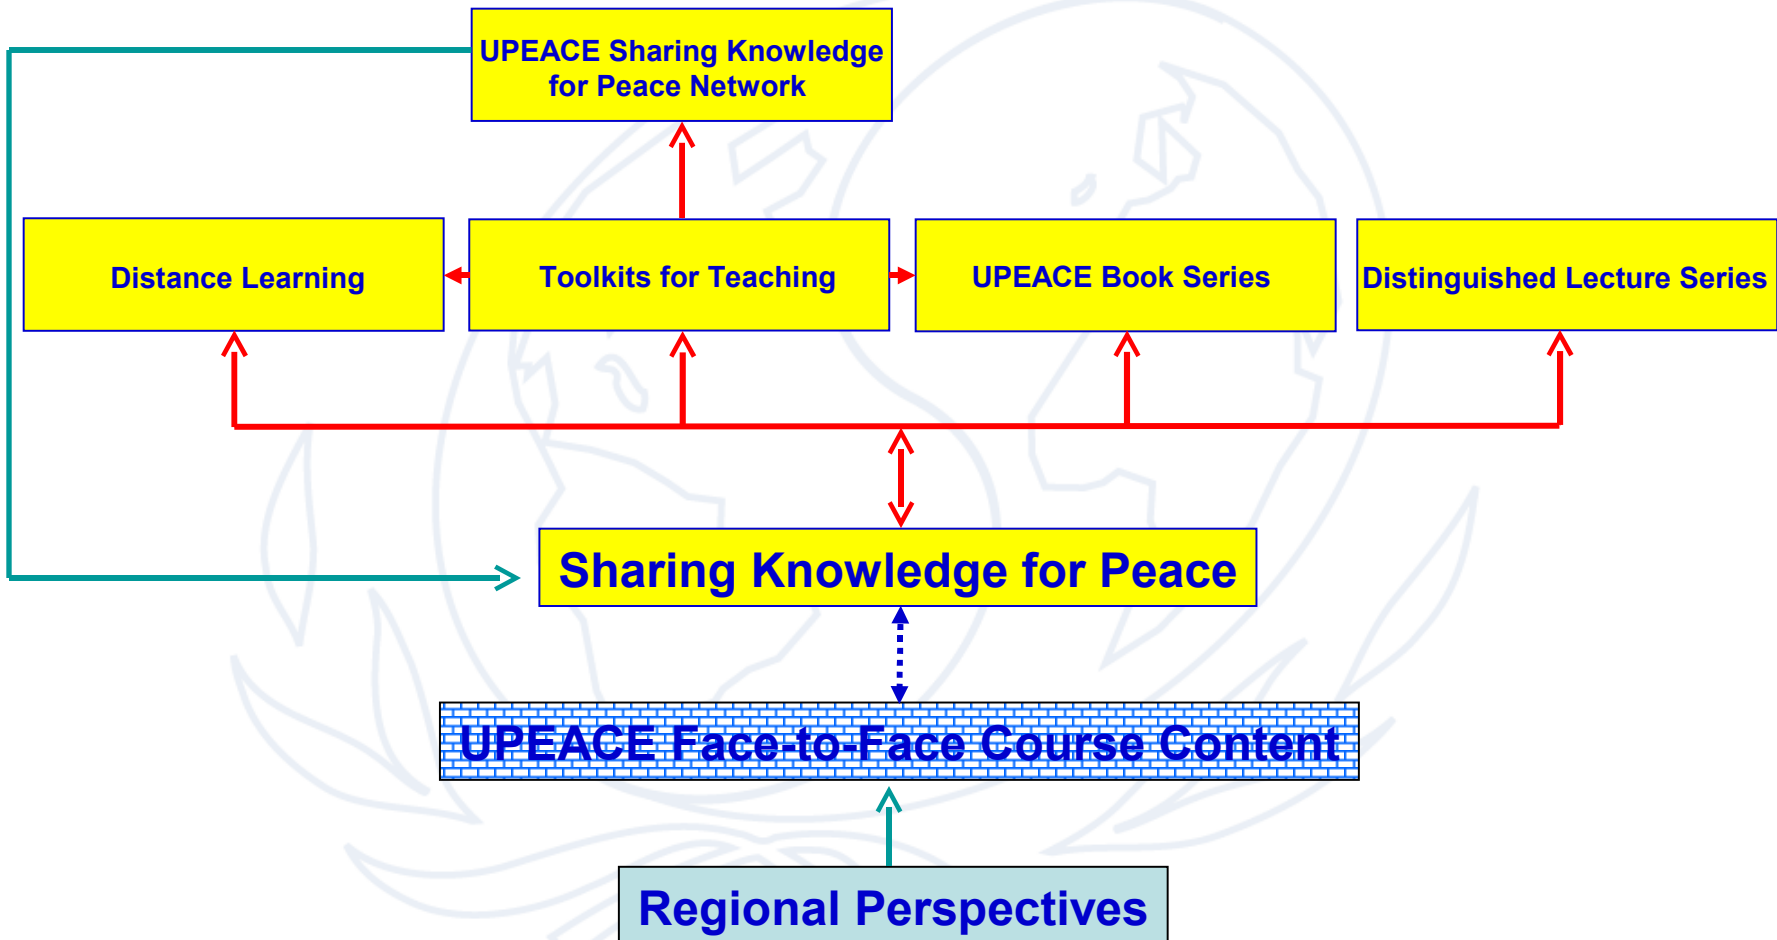 UPEACE Sharing Knowledge
for Peace Network
Distance Learning
Toolkits for Teaching
UPEACE Book Series
Distinguished Lecture Series
Sharing Knowledge for Peace
UPEACE Face-to-Face Course Content
Regional Perspectives